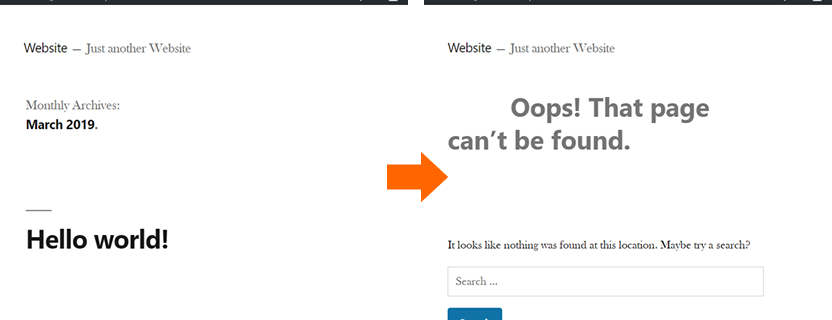 Website — Just another Website
Monthly Archives:
March 2019.
Hello world!
Website — Just another Website
Oops! That page
can’t be found.
It looks like nothing was found at this location. Maybe try a search?
Search ...